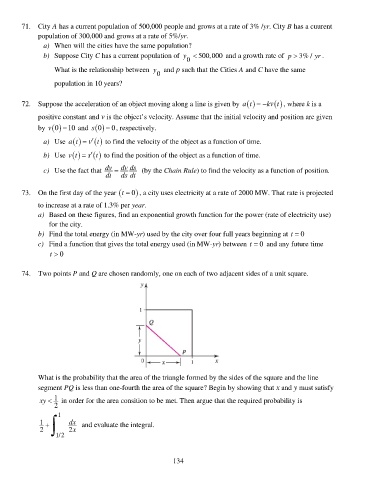 71. City A has a current population of 500,000 people and grows at a rate of 3% /yr. City B has a current
population of 300,000 and grows at a rate of 5%/yr.
a) When will the cities have the same population?
b) Suppose City C has a current population of y₀ < 500,000 and a growth rate of p > 3% / yr.
What is the relationship between y₀ and p such that the Cities A and C have the same
population in 10 years?
72. Suppose the acceleration of an object moving along a line is given by a(t) = −kv(t), where k is a
positive constant and v is the object's velocity. Assume that the initial velocity and position are given
by v(0) = 10 and s(0) = 0, respectively.
a) Use a(t) = v′(t) to find the velocity of the object as a function of time.
b) Use v(t) = s′(t) to find the position of the object as a function of time.
c) Use the fact that dv/dt = dv/ds ds/dt (by the Chain Rule) to find the velocity as a function of position.
73. On the first day of the year (t = 0), a city uses electricity at a rate of 2000 MW. That rate is projected
to increase at a rate of 1.3% per year.
a) Based on these figures, find an exponential growth function for the power (rate of electricity use)
for the city.
b) Find the total energy (in MW-yr) used by the city over four full years beginning at t = 0
c) Find a function that gives the total energy used (in MW-yr) between t = 0 and any future time
t > 0
74. Two points P and Q are chosen randomly, one on each of two adjacent sides of a unit square.
y
1
Q
y
P
0 x 1 x
What is the probability that the area of the triangle formed by the sides of the square and the line
segment PQ is less than one-fourth the area of the square? Begin by showing that x and y must satisfy
xy < 1/2 in order for the area consition to be met. Then argue that the required probability is
1/2 + ∫_{1/2}^{1} dx/2x and evaluate the integral.
134